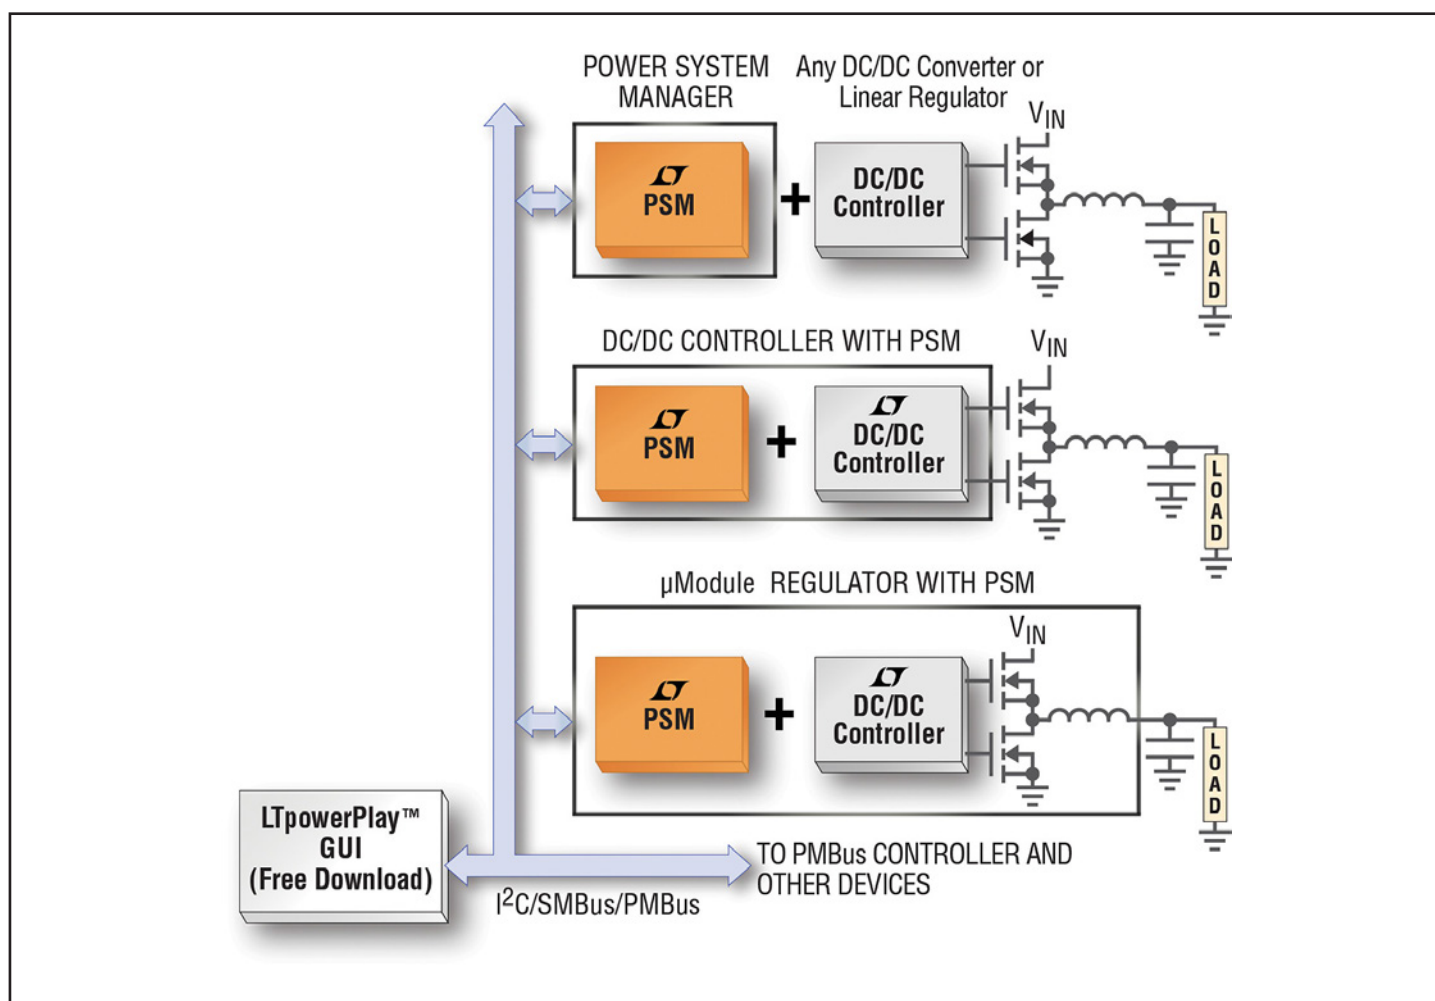 POWER SYSTEM
MANAGER
Any DC/DC Converter or
Linear Regulator
VIN
PSM
+
DC/DC
Controller
LOAD
DC/DC CONTROLLER WITH PSM
VIN
PSM
+
DC/DC
Controller
LOAD
µModule REGULATOR WITH PSM
VIN
PSM
+
DC/DC
Controller
LOAD
LTpowerPlay™
GUI
(Free Download)
TO PMBus CONTROLLER AND
OTHER DEVICES
I²C/SMBus/PMBus